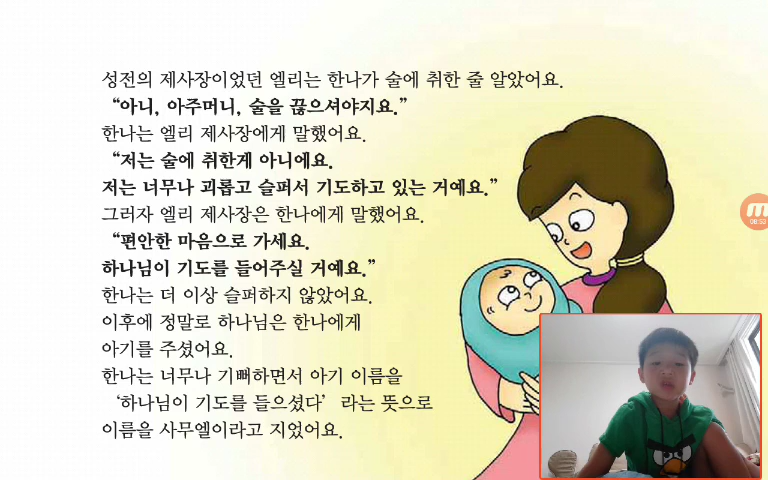 성전의 제사장이었던 엘리는 한나가 술에 취한 줄 알았어요.
“아니, 아주머니, 술을 끊으셔야지요.”
한나는 엘리 제사장에게 말했어요.
“저는 술에 취한게 아니에요.
저는 너무나 괴롭고 슬퍼서 기도하고 있는 거예요.”
그러자 엘리 제사장은 한나에게 말했어요.
“편안한 마음으로 가세요.
하나님이 기도를 들어주실 거예요.”
한나는 더 이상 슬퍼하지 않았어요.
이후에 정말로 하나님은 한나에게
아기를 주셨어요.
한나는 너무나 기뻐하면서 아기 이름을
‘하나님이 기도를 들으셨다’ 라는 뜻으로
이름을 사무엘이라고 지었어요.
M